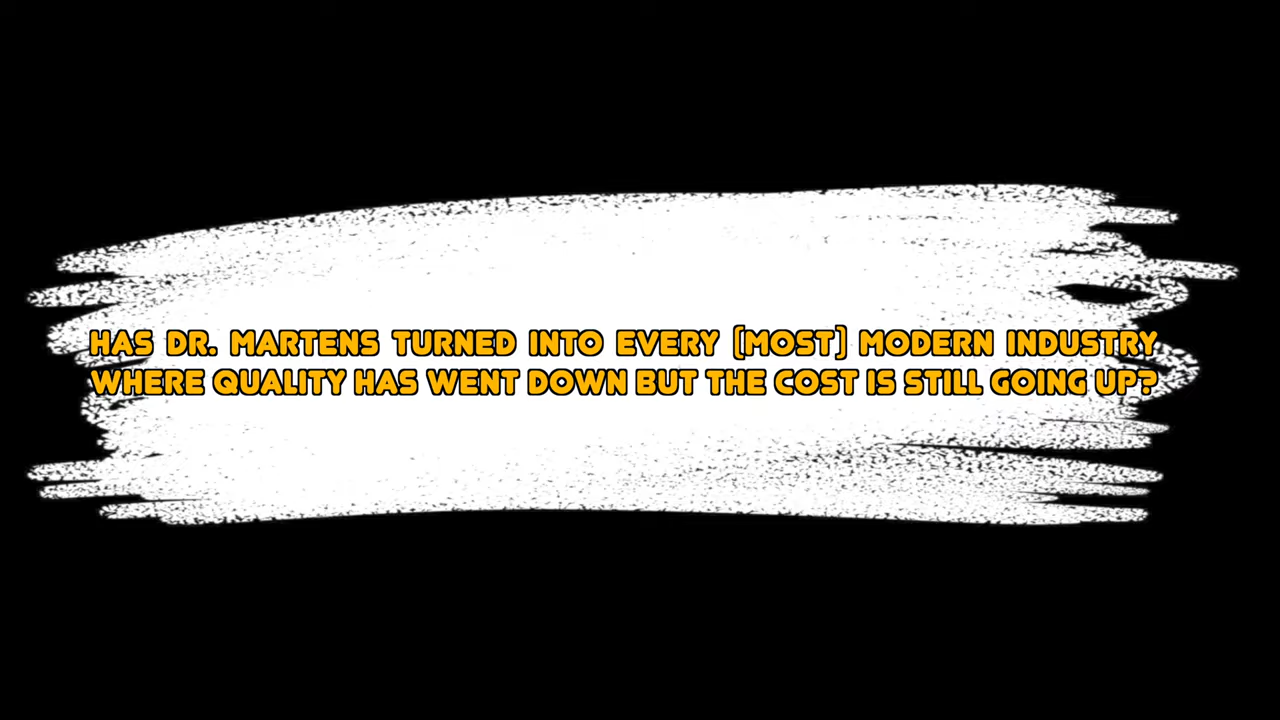 HAS DR. MARTENS TURNED INTO EVERY (MOST) MODERN INDUSTRY
WHERE QUALITY HAS WENT DOWN BUT THE COST IS STILL GOING UP?